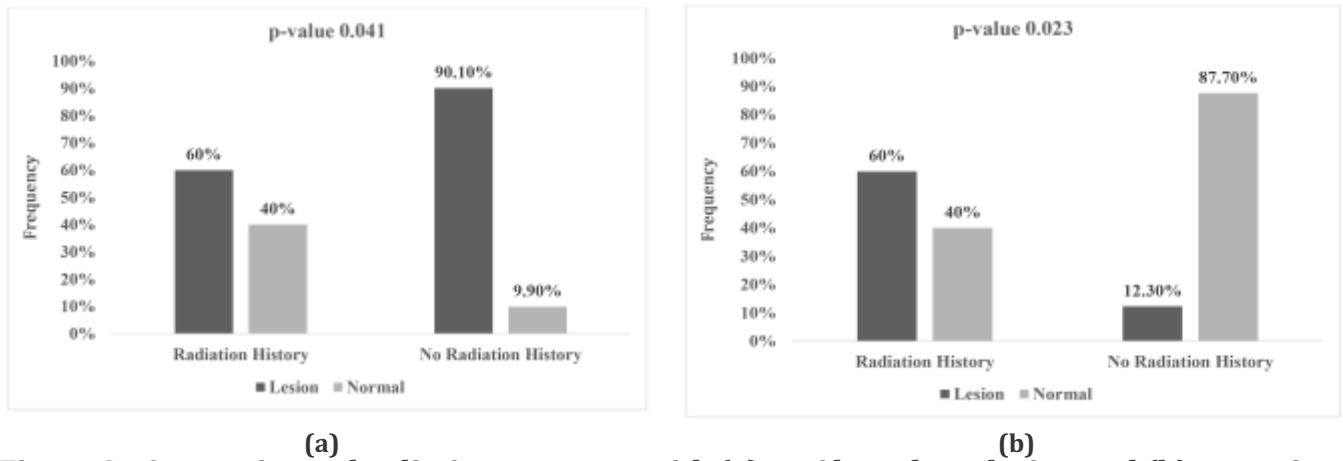 p-value 0.041
100%
90%
80%
70%
60%
50%
40%
30%
20%
10%
0%
Frequency
60%
40%
90.10%
9.90%
Radiation History
No Radiation History
Lesion
Normal
(a)
p-value 0.023
100%
90%
80%
70%
60%
50%
40%
30%
20%
10%
0%
Frequency
60%
40%
12.30%
87.70%
Radiation History
No Radiation History
Lesion
Normal
(b)